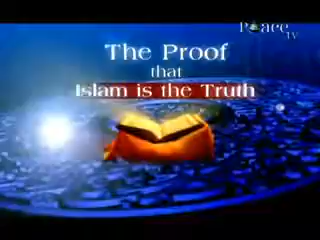 Peace TV
The Proof
that
Islam is the Truth